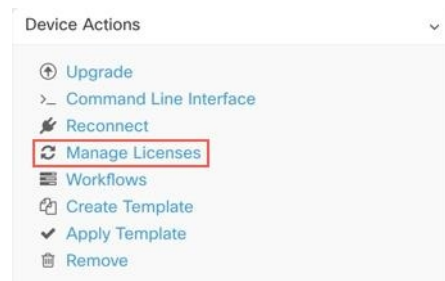 Device Actions
Upgrade
Command Line Interface
Reconnect
Manage Licenses
Workflows
Create Template
Apply Template
Remove